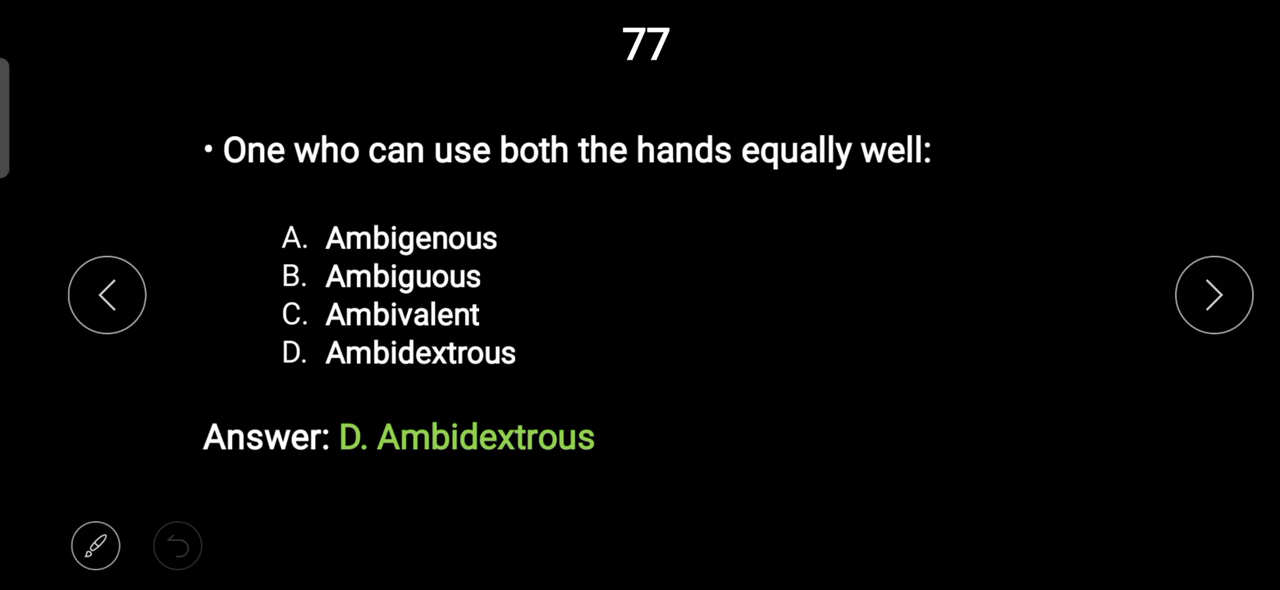 77
• One who can use both the hands equally well:
A. Ambigenous
B. Ambiguous
C. Ambivalent
D. Ambidextrous
Answer: D. Ambidextrous